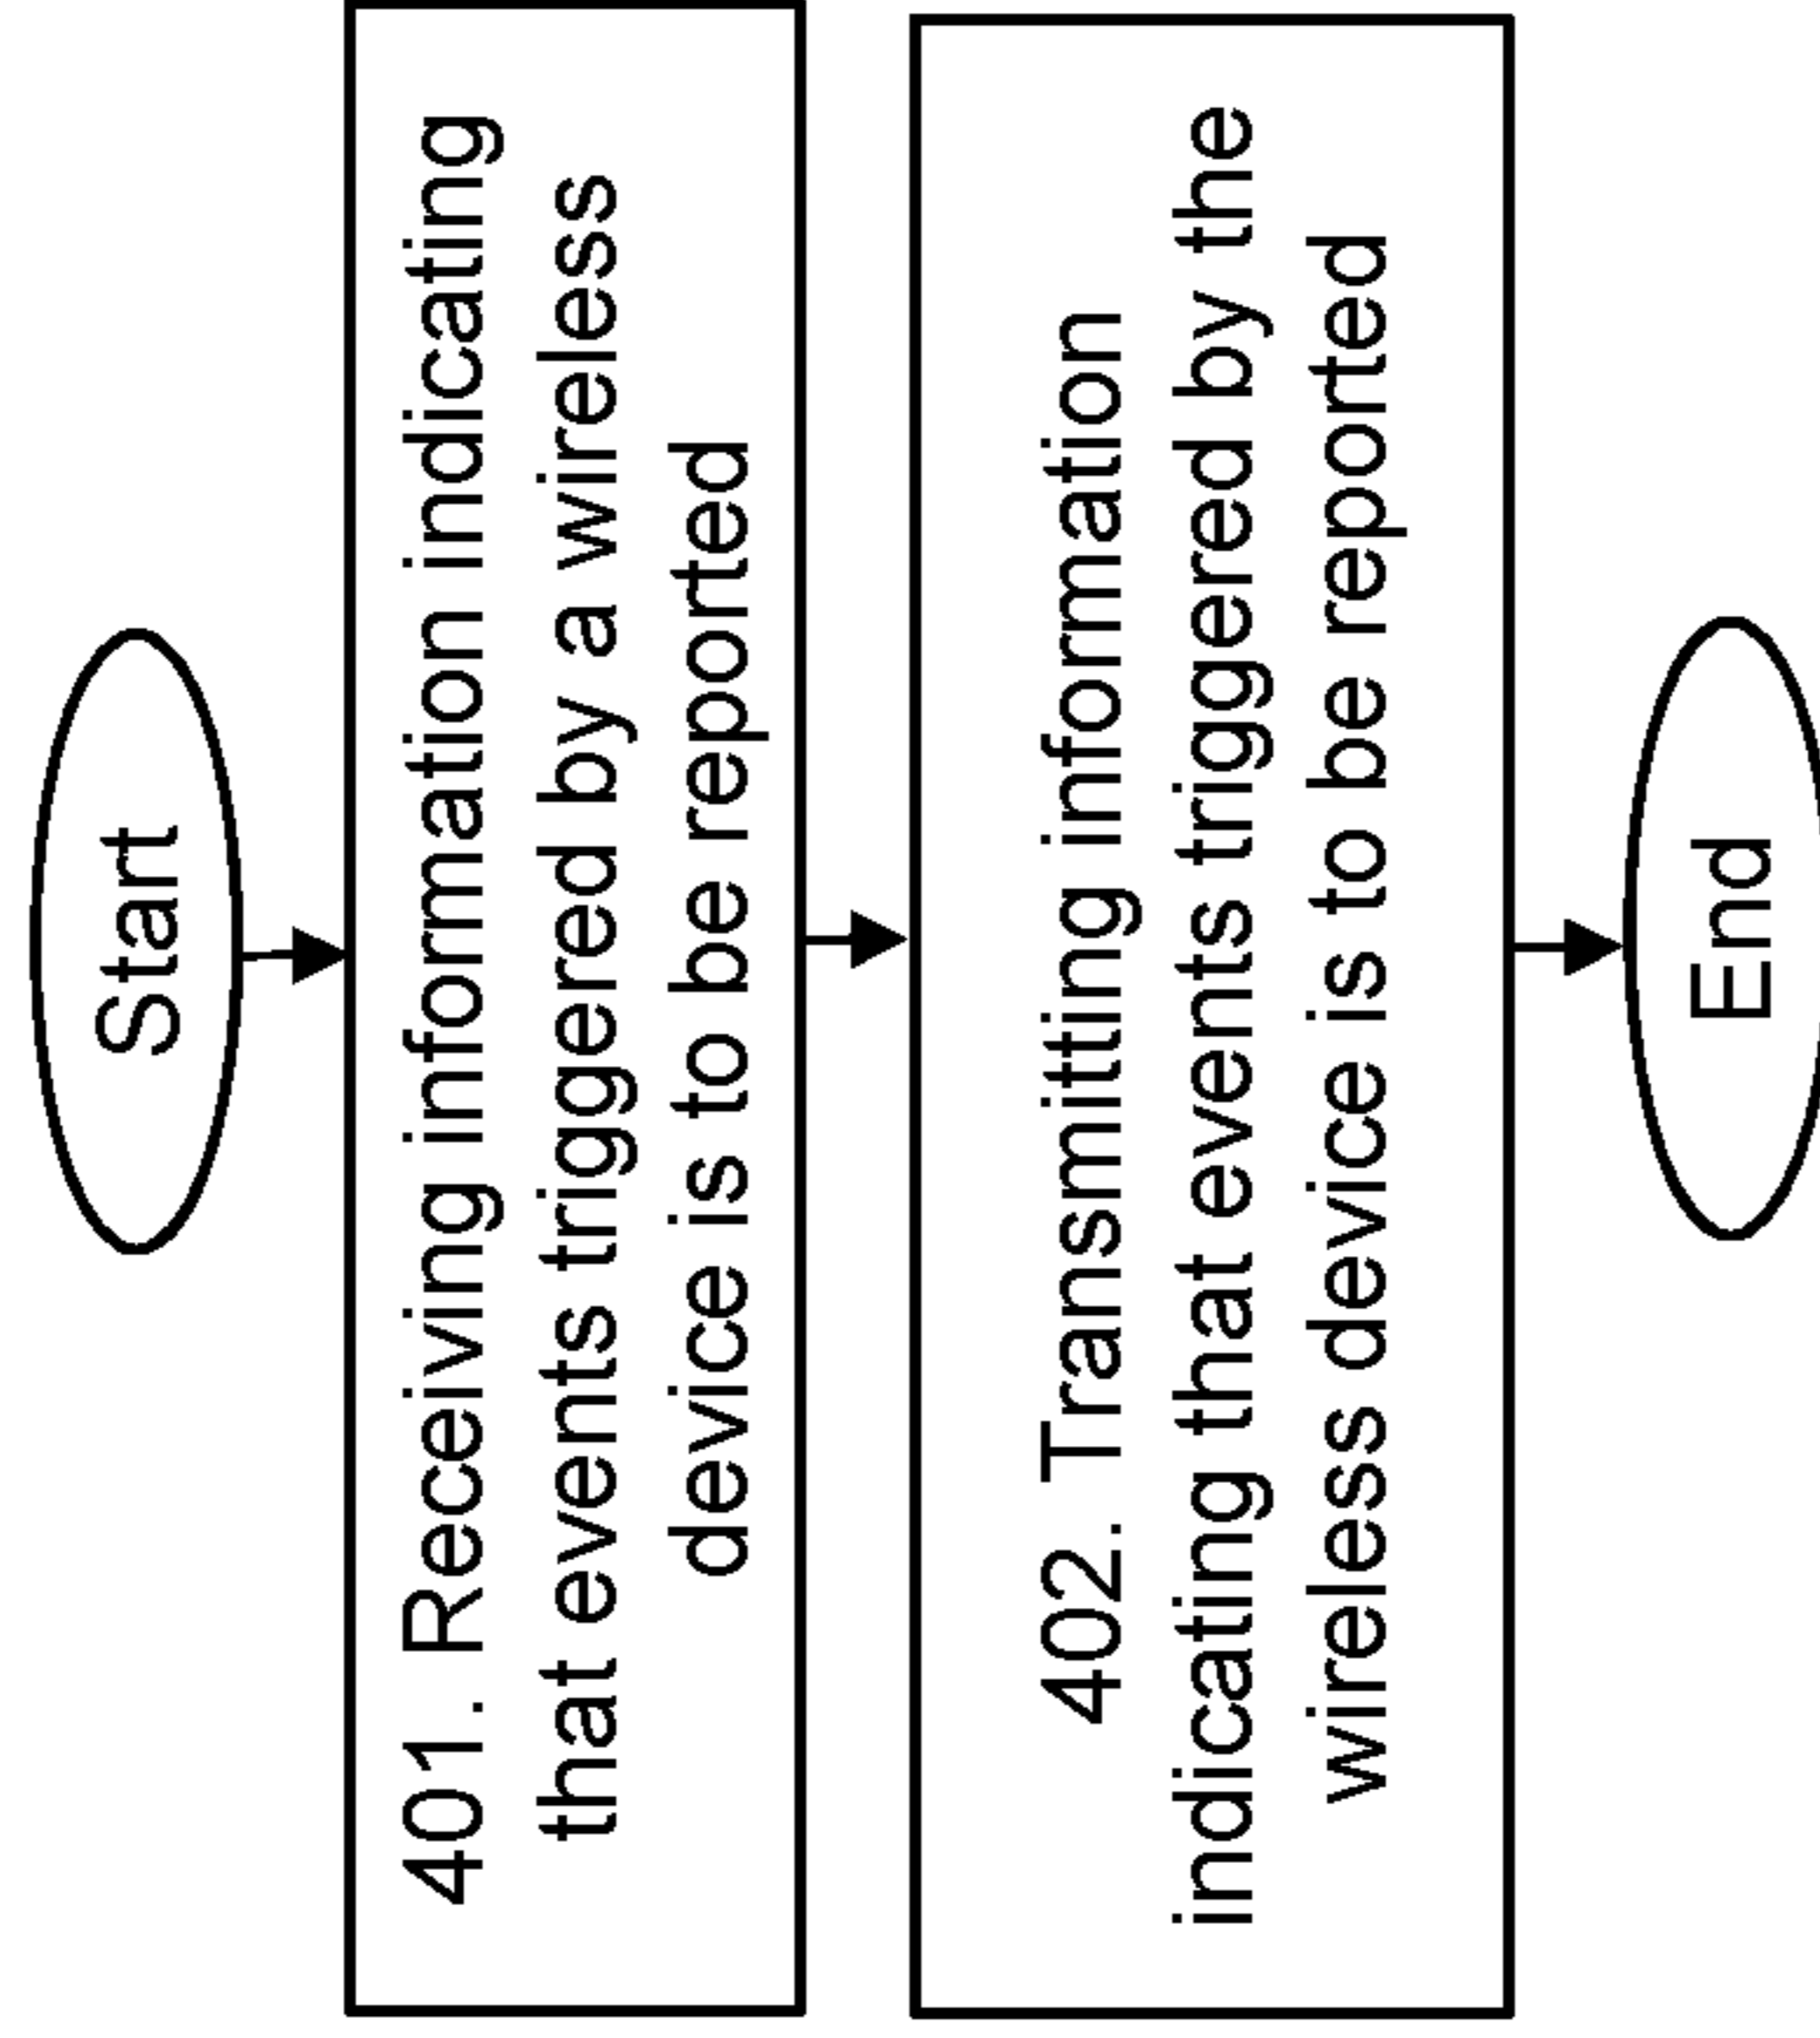 Start
401. Receiving information indicating
that events triggered by a wireless
device is to be reported
402. Transmitting information
indicating that events triggered by the
wireless device is to be reported
End